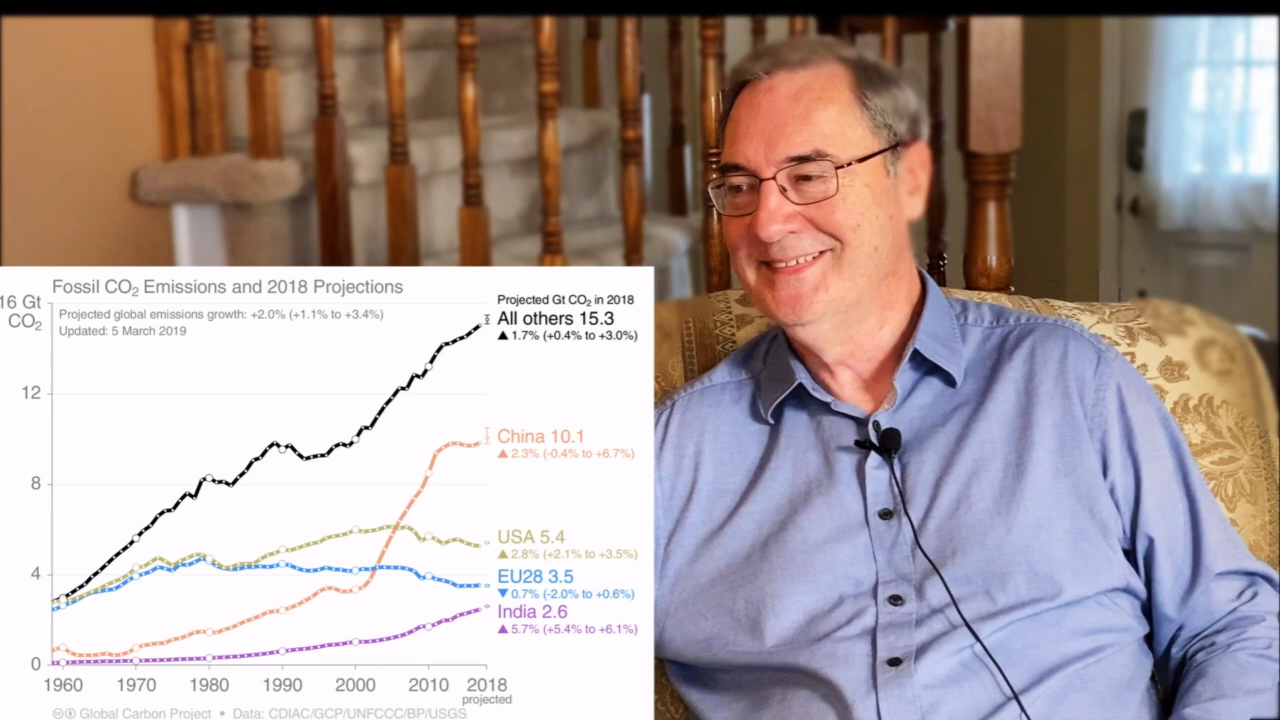 Fossil CO₂ Emissions and 2018 Projections
16 Gt
CO₂
Projected global emissions growth: +2.0% (+1.1% to +3.4%)
Updated: 5 March 2019
Projected Gt CO₂ in 2018
All others 15.3
▲ 1.7% (+0.4% to +3.0%)
12
China 10.1
▲ 2.3% (-0.4% to +6.7%)
8
USA 5.4
▲ 2.8% (+2.1% to +3.5%)
4
EU28 3.5
▼ 0.7% (-2.0% to +0.6%)
India 2.6
▲ 5.7% (+5.4% to +6.1%)
0
1960 1970 1980 1990 2000 2010 2018
projected
Global Carbon Project • Data: CDIAC/GCP/UNFCCC/BP/USGS